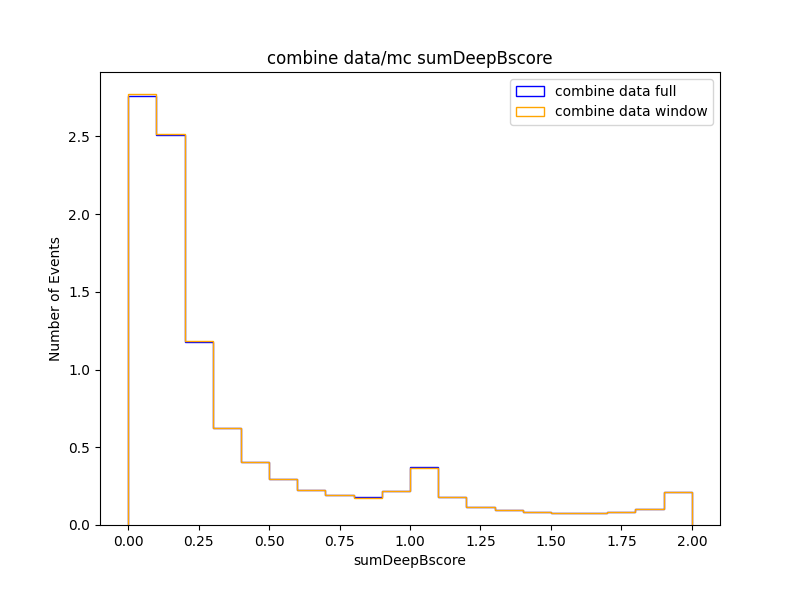 combine data/mc sumDeepBscore
combine data full
combine data window
Number of Events
2.5
2.0
1.5
1.0
0.5
0.0
0.00 0.25 0.50 0.75 1.00 1.25 1.50 1.75 2.00
sumDeepBscore